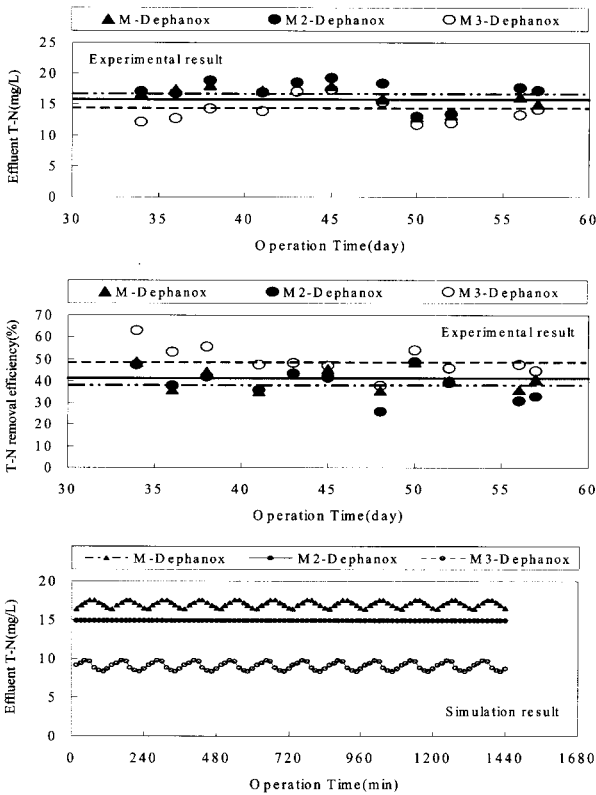 M-Dephanox M2-Dephanox M3-Dephanox
25
20
15
10
5
0
Effluent T-N(mg/L)
Experimental result
30 35 40 45 50 55 60
Operation Time(day)
M-Dephanox M2-Dephanox M3-Dephanox
70
60
50
40
30
20
10
0
T-N removal efficiency(%)
Experimental result
30 35 40 45 50 55 60
Operation Time(day)
M-Dephanox M2-Dephanox M3-Dephanox
20
15
10
5
0
Effluent T-N(mg/L)
Simulation result
0 240 480 720 960 1200 1440 1680
Operation Time(min)